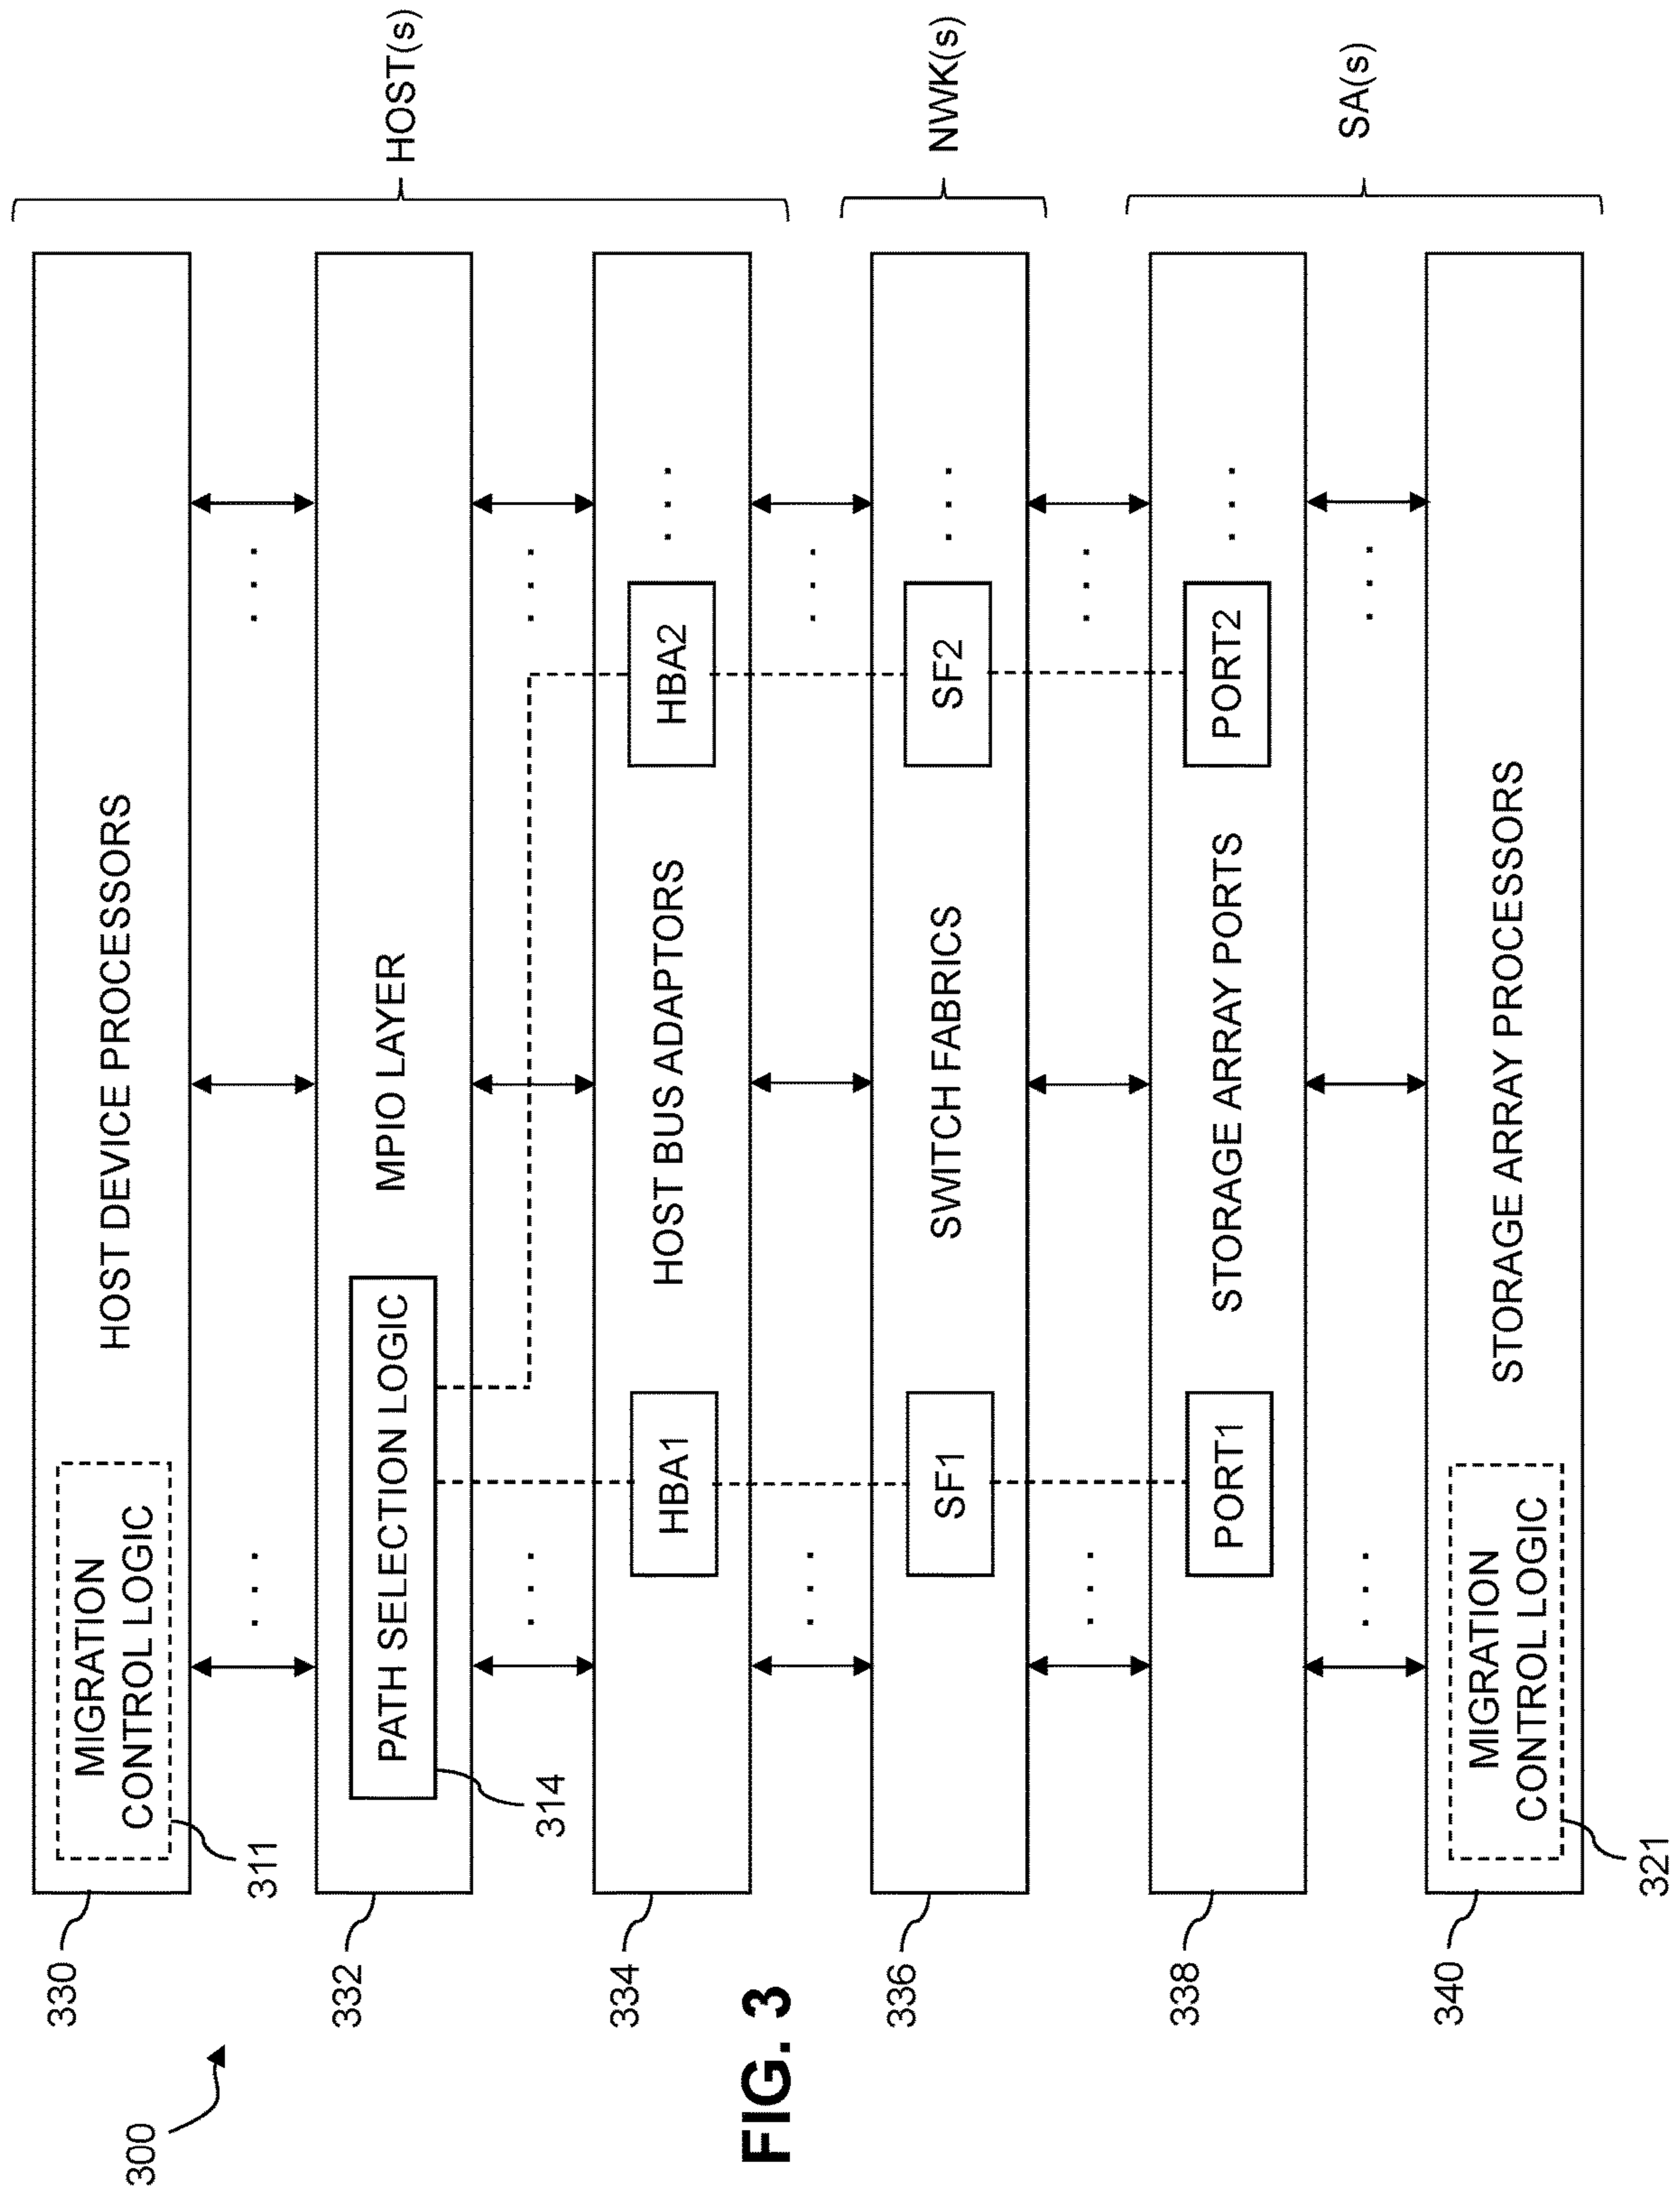 300
330
HOST DEVICE PROCESSORS
MIGRATION
CONTROL LOGIC
311
HOST(s)
332
MPIO LAYER
PATH SELECTION LOGIC
314
334
HBA1
HOST BUS ADAPTORS
HBA2
. . .
336
SF1
SWITCH FABRICS
SF2
. . .
NWK(s)
338
PORT1
STORAGE ARRAY PORTS
PORT2
. . .
SA(s)
340
STORAGE ARRAY PROCESSORS
MIGRATION
CONTROL LOGIC
321
FIG. 3